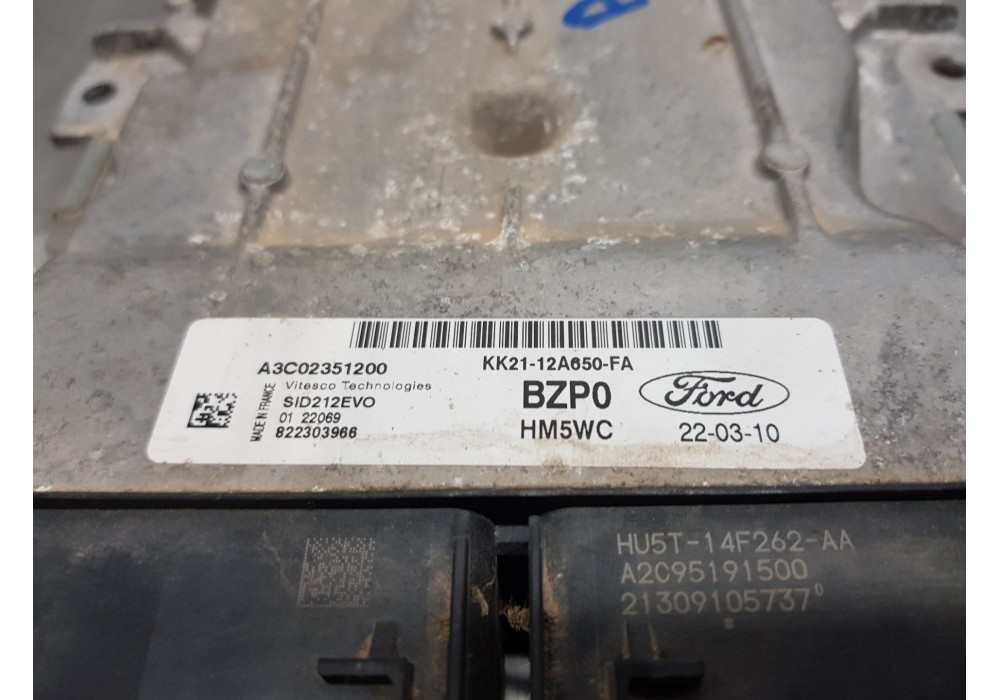 KK21-12A650-FA
A3C02351200
Vitesco Technologies
SID212EVO
01 22069
822303966
MADE IN FRANCE
BZP0
HM5WC
Ford
22-03-10
HU5T-14F262-AA
A2C95191500
21309105737⁰